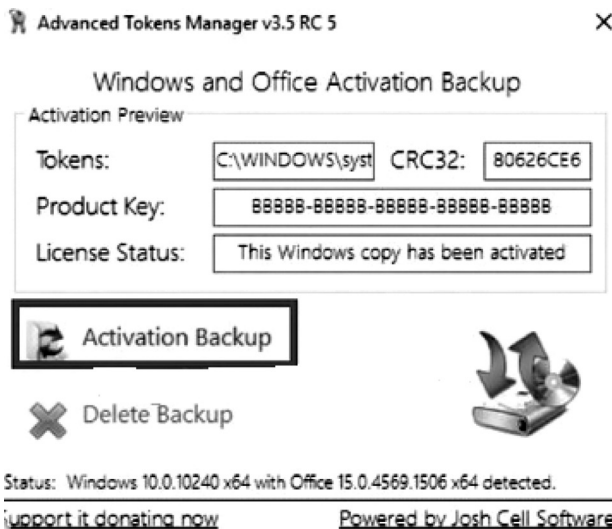 Advanced Tokens Manager v3.5 RC 5
Windows and Office Activation Backup
Activation Preview
Tokens: C:\WINDOWS\syst CRC32: 80626CE6
Product Key: BBBBB-BBBBB-BBBBB-BBBBB-BBBBB
License Status: This Windows copy has been activated
Activation Backup
Delete Backup
Status: Windows 10.0.10240 x64 with Office 15.0.4569.1506 x64 detected.
Support it donating now Powered by Josh Cell Software